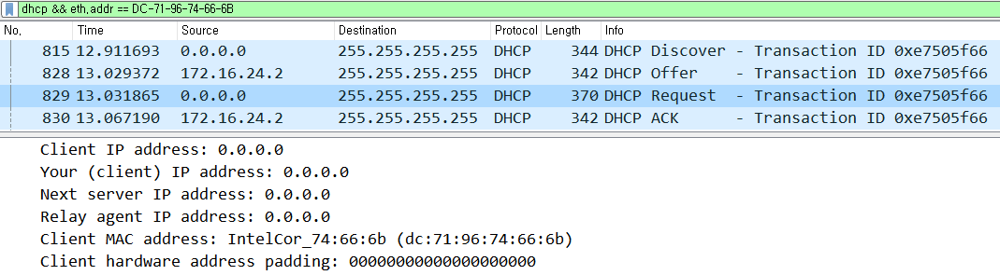 dhcp && eth.addr == DC-71-96-74-66-6B
No. Time Source Destination Protocol Length Info
815 12.911693 0.0.0.0 255.255.255.255 DHCP 344 DHCP Discover - Transaction ID 0xe7505f66
828 13.029372 172.16.24.2 255.255.255.255 DHCP 342 DHCP Offer - Transaction ID 0xe7505f66
829 13.031865 0.0.0.0 255.255.255.255 DHCP 370 DHCP Request - Transaction ID 0xe7505f66
830 13.067190 172.16.24.2 255.255.255.255 DHCP 342 DHCP ACK - Transaction ID 0xe7505f66
Client IP address: 0.0.0.0
Your (client) IP address: 0.0.0.0
Next server IP address: 0.0.0.0
Relay agent IP address: 0.0.0.0
Client MAC address: IntelCor_74:66:6b (dc:71:96:74:66:6b)
Client hardware address padding: 00000000000000000000